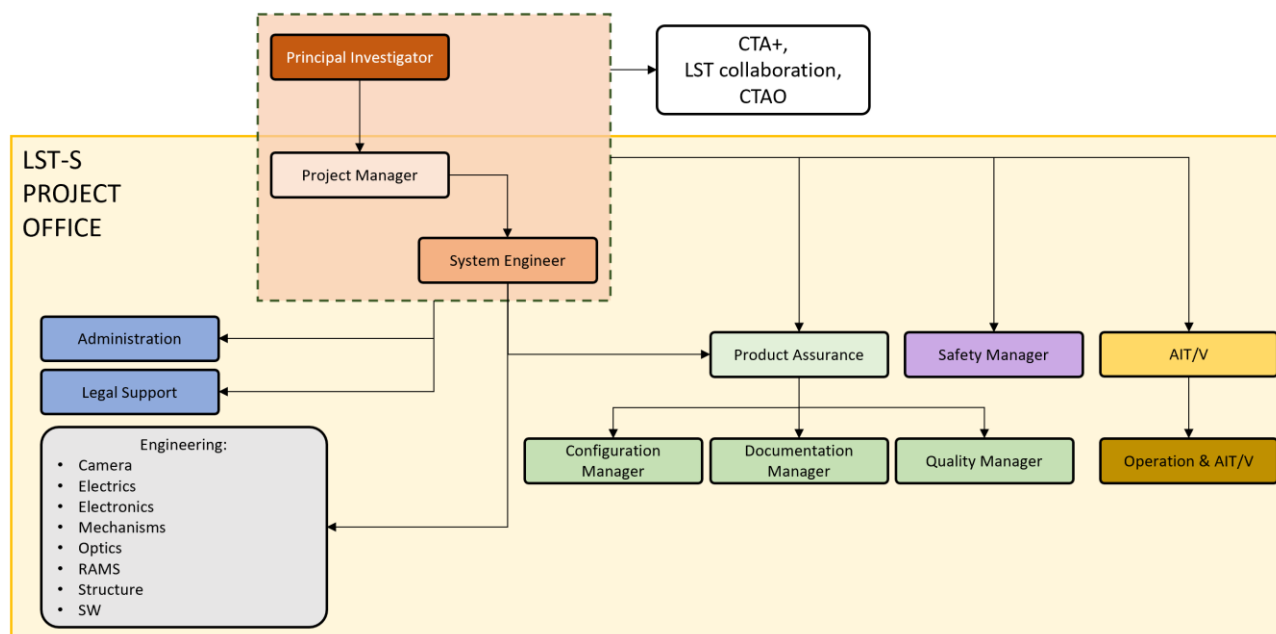 Principal Investigator
CTA+,
LST collaboration,
CTAO
LST-S
PROJECT
OFFICE
Project Manager
System Engineer
Administration
Legal Support
Product Assurance
Safety Manager
AIT/V
Engineering:
• Camera
• Electrics
• Electronics
• Mechanisms
• Optics
• RAMS
• Structure
• SW
Configuration
Manager
Documentation
Manager
Quality Manager
Operation & AIT/V